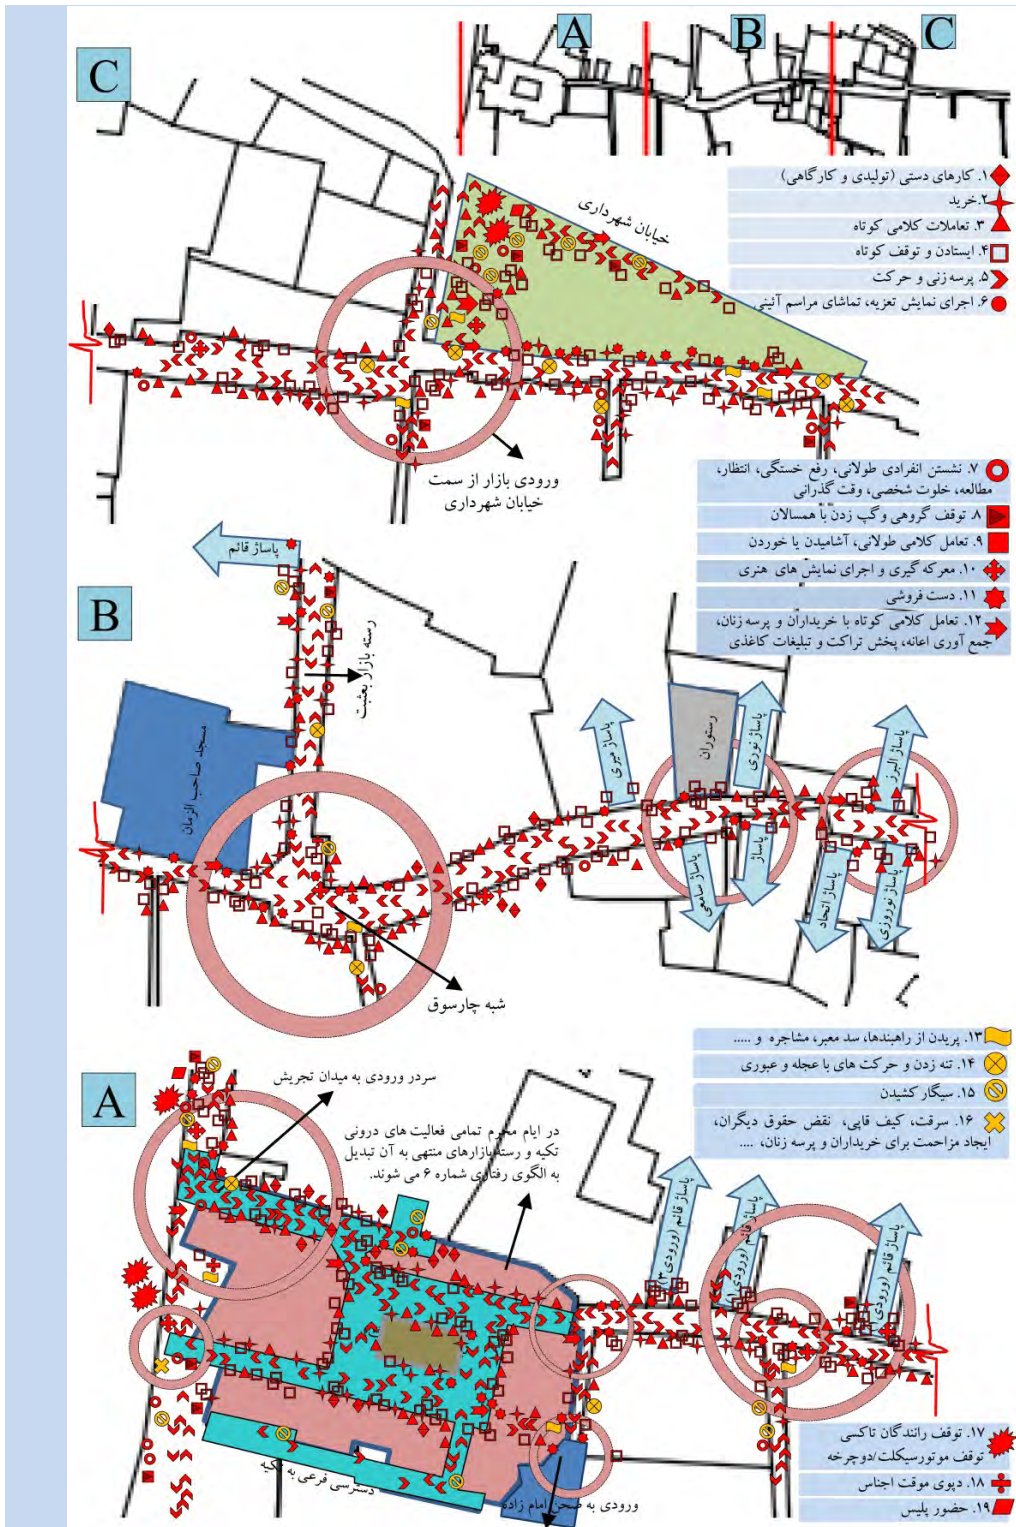 A
B
C
C
۱. کارهای دستی (تولیدی و کارگاهی)
۲.خرید
۳. تعاملات کلامی کوتاه
۴. ایستادن و توقف کوتاه
۵. پرسه زنی و حرکت
۶. اجرای نمایش تعزیه، تماشای مراسم آئینی
خیابان شهرداری
ورودی بازار از سمت
خیابان شهرداری
۷. نشستن انفرادی طولانی، رفع خستگی، انتظار،
مطالعه، خلوت شخصی، وقت گذرانی
۸. توقف گروهی وگپ زدن با همسالان
۹. تعامل کلامی طولانی، آشامیدن یا خوردن
۱۰. معرکه گیری و اجرای نمایش های هنری
۱۱. دست فروشی
۱۲. تعامل کلامی کوتاه با خریداران و پرسه زنان،
جمع آوری اعانه، پخش تراکت و تبلیغات کاغذی
B
پاساژ قائم
رسته بازار بعثت
مسجد صاحب الزمان
پاساژ میری
رستوران
پاساژ نوری
پاساژ البرز
پاساژ سامعی
پاساژ
پاساژ اتحاد
پاساژ نوروزی
شبه چارسوق
۱۳. پریدن از راهبندها، سد معبر، مشاجره و .....
۱۴. تنه زدن و حرکت های با عجله و عبوری
۱۵. سیگار کشیدن
۱۶. سرقت، کیف قاپی، نقض حقوق دیگران،
ایجاد مزاحمت برای خریداران و پرسه زنان، ....
A
سردر ورودی به میدان تجریش
در ایام محرم تمامی فعالیت های درونی
تکیه و رسته بازارهای منتهی به آن تبدیل
به الگوی رفتاری شماره ۶ می شوند.
پاساژ قائم (ورودی ۳)
پاساژ قائم (ورودی ۱)
پاساژ قائم (ورودی
دسترسی فرعی به تکیه
ورودی به صحن امام زاده
۱۷. توقف رانندگان تاکسی
توقف موتورسیکلت/دوچرخه
۱۸. دپوی موقت اجناس
۱۹. حضور پلیس